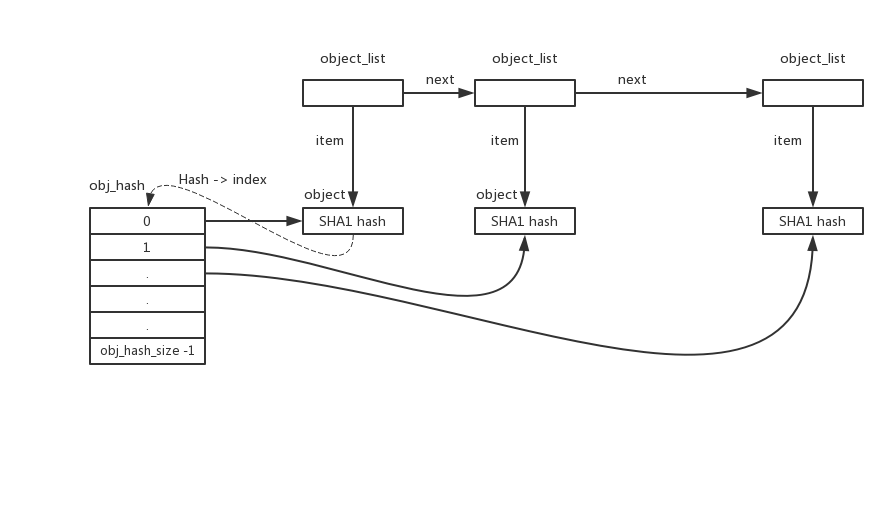 object_list
object_list
object_list
next
next
item
item
item
Hash -> index
obj_hash
object
object
0
SHA1 hash
SHA1 hash
SHA1 hash
1
.
.
.
obj_hash_size -1